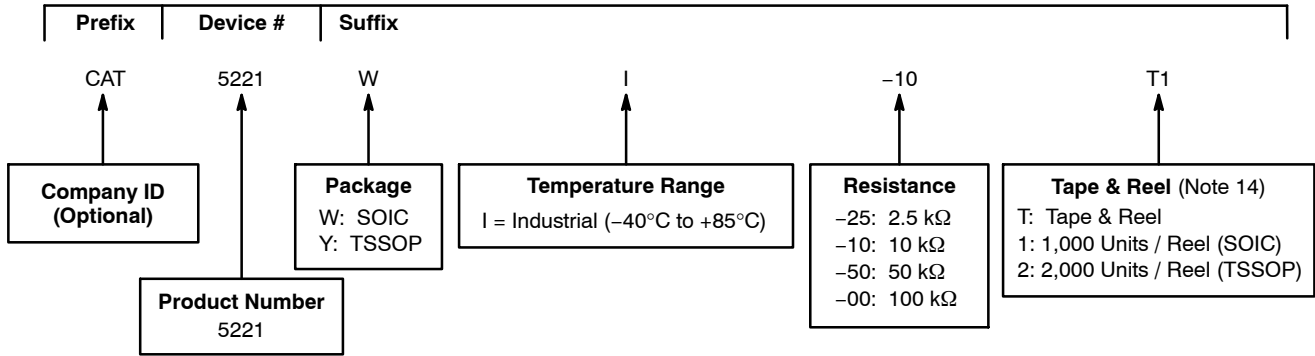 Prefix Device # Suffix
CAT 5221 W I −10 T1
Company ID
(Optional)
Product Number
5221
Package
W: SOIC
Y: TSSOP
Temperature Range
I = Industrial (−40°C to +85°C)
Resistance
−25: 2.5 kΩ
−10: 10 kΩ
−50: 50 kΩ
−00: 100 kΩ
Tape & Reel (Note 14)
T: Tape & Reel
1: 1,000 Units / Reel (SOIC)
2: 2,000 Units / Reel (TSSOP)